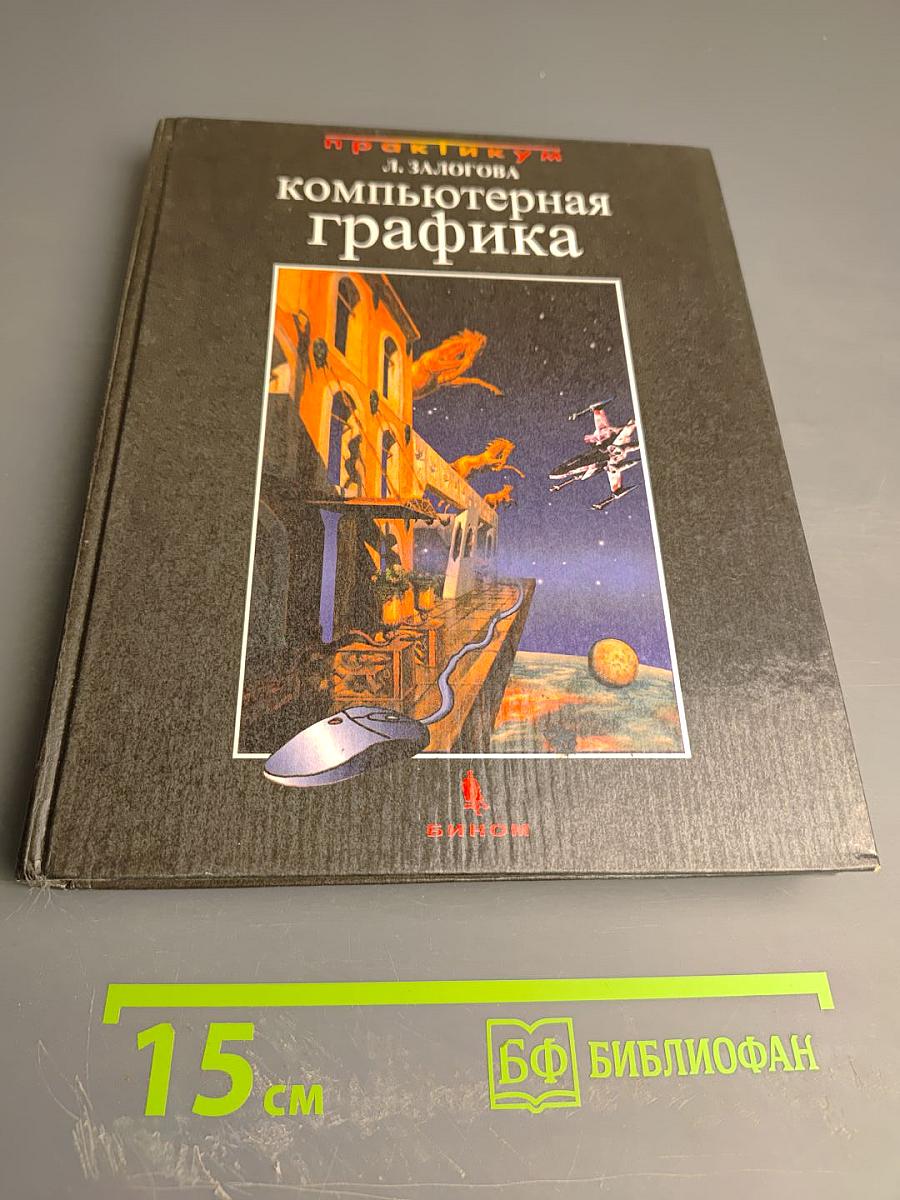 практикум
Л. ЗАЛОГОВА
компьютерная
графика
БИНОМ
15 см
БФ БИБЛИОФАН